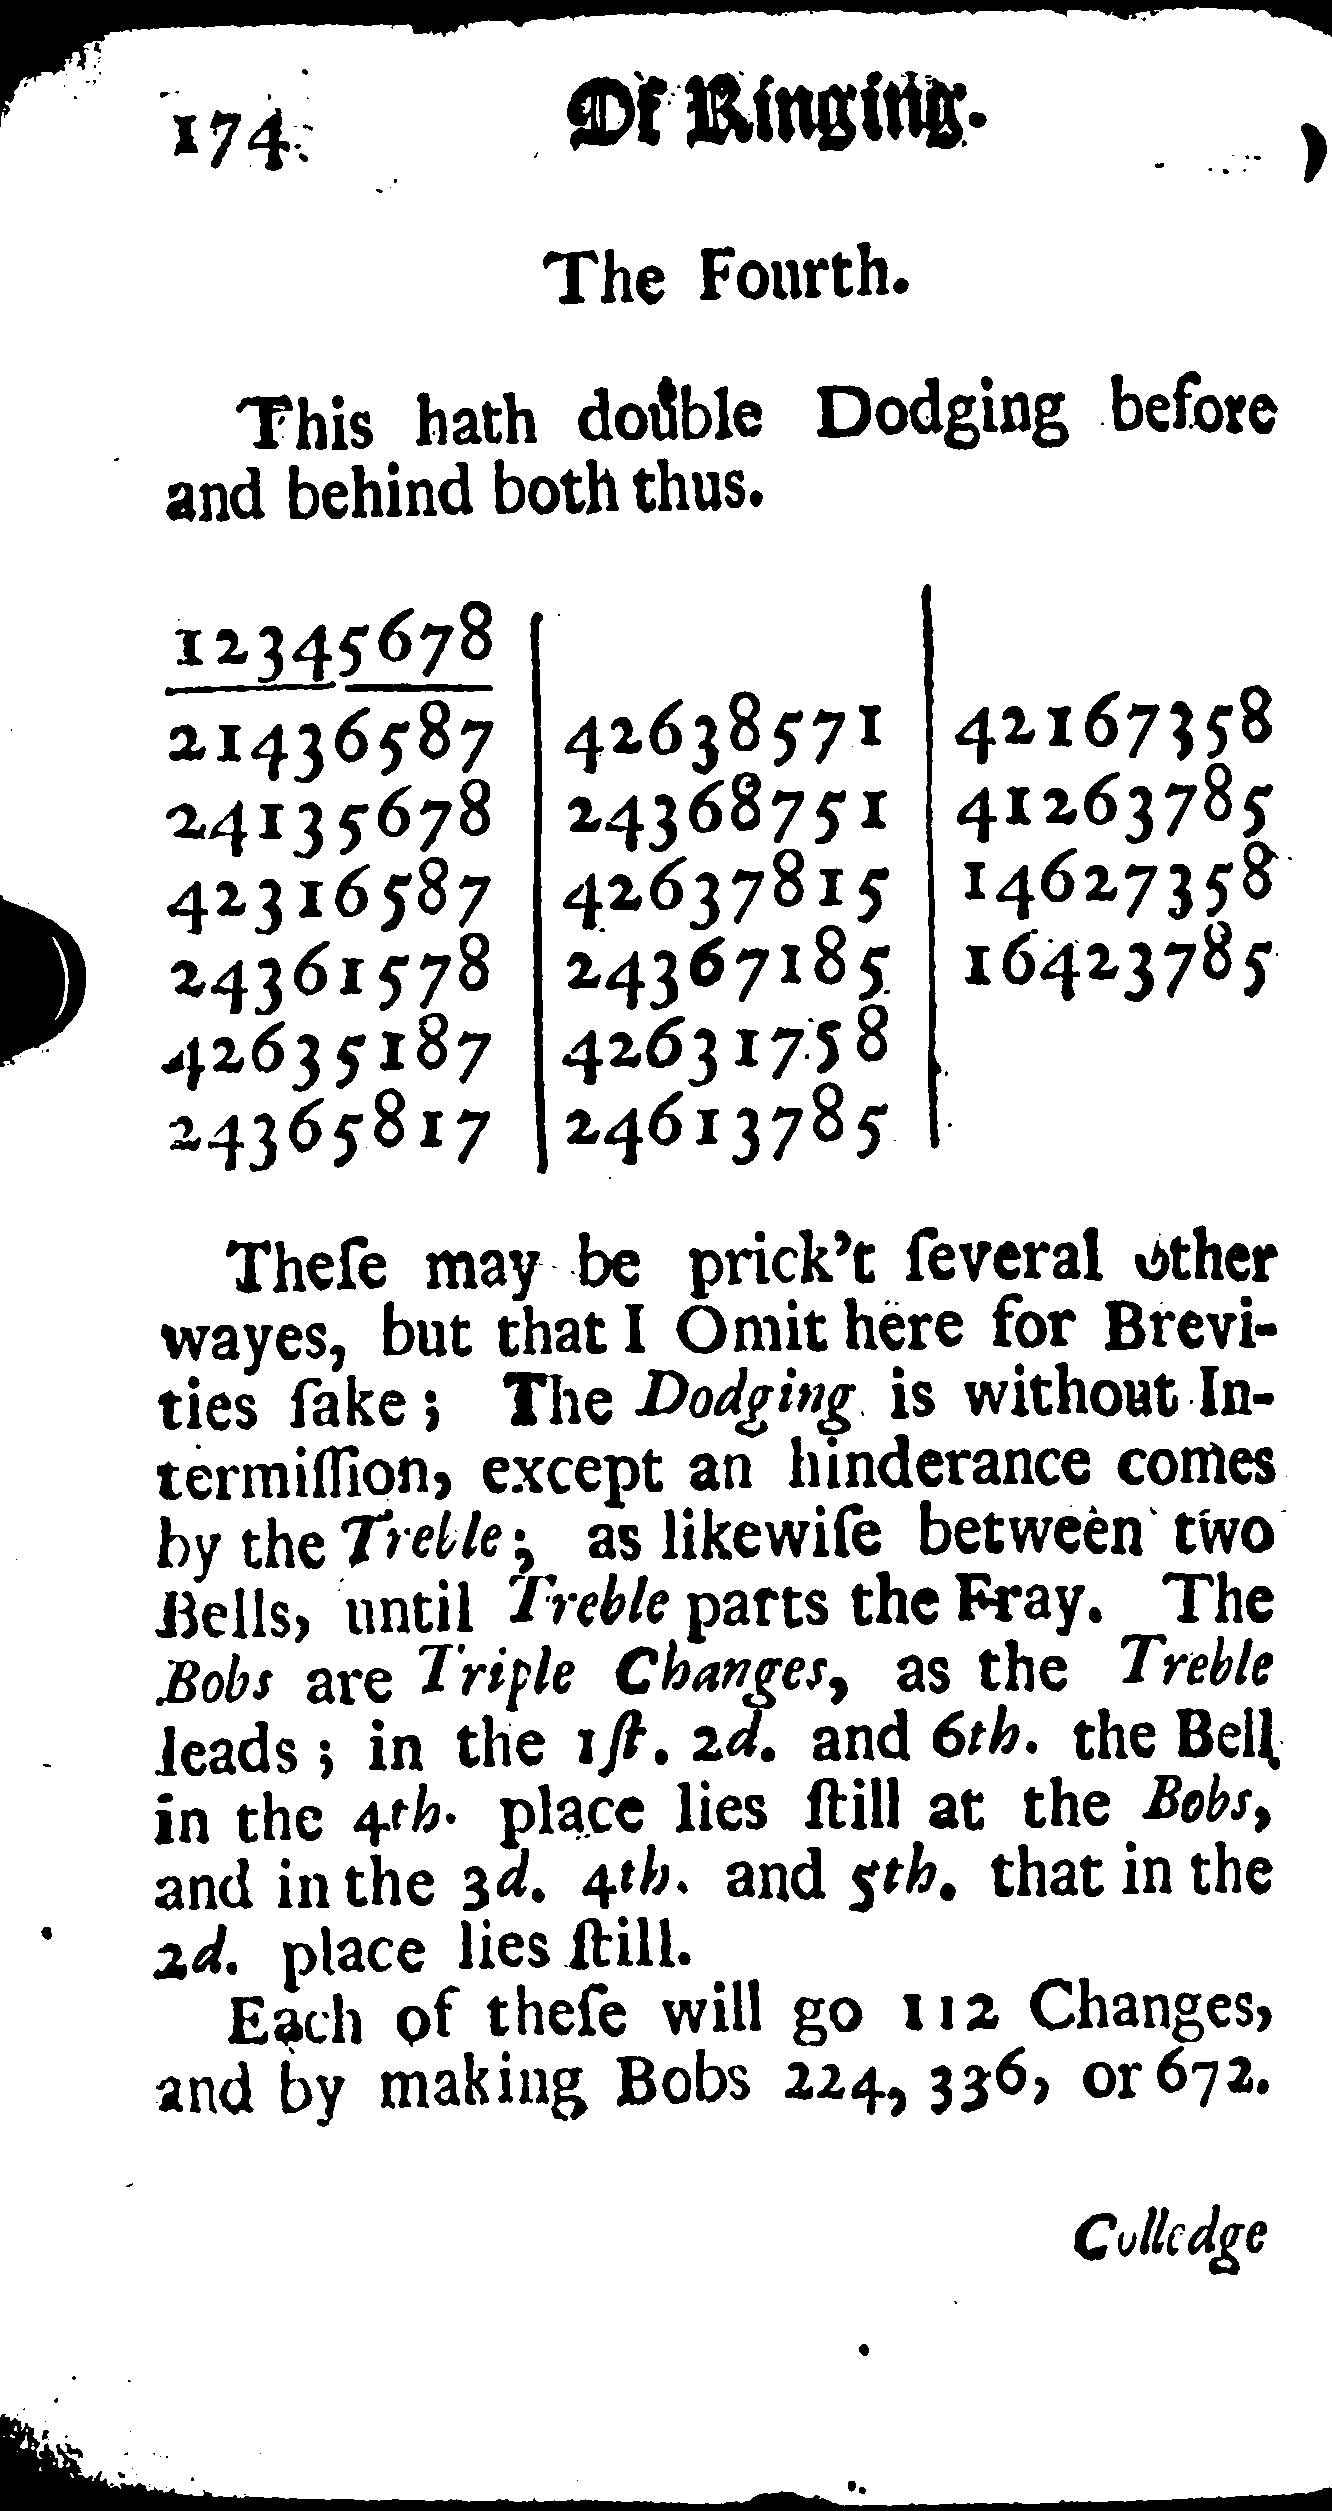 174
Of Ringing.
The Fourth.
This hath double Dodging before
and behind both thus.
12345678
21436587
24135678
42316587
24361578
42635187
24365817
42638571
24368751
42637815
24367185
42631758
24613785
42167358
41263785
14627358
16423785
Theſe may be prick't ſeveral other
wayes, but that I Omit here for Brevi-
ties ſake; The Dodging is without In-
termiſſion, except an hinderance comes
by the Treble; as likewiſe between two
Bells, until Treble parts the Fray. The
Bobs are Triple Changes, as the Treble
leads; in the 1ſt. 2d. and 6th. the Bell
in the 4th. place lies ſtill at the Bobs,
and in the 3d. 4th. and 5th. that in the
2d. place lies ſtill.
Each of theſe will go 112 Changes,
and by making Bobs 224, 336, or 672.
Colledge